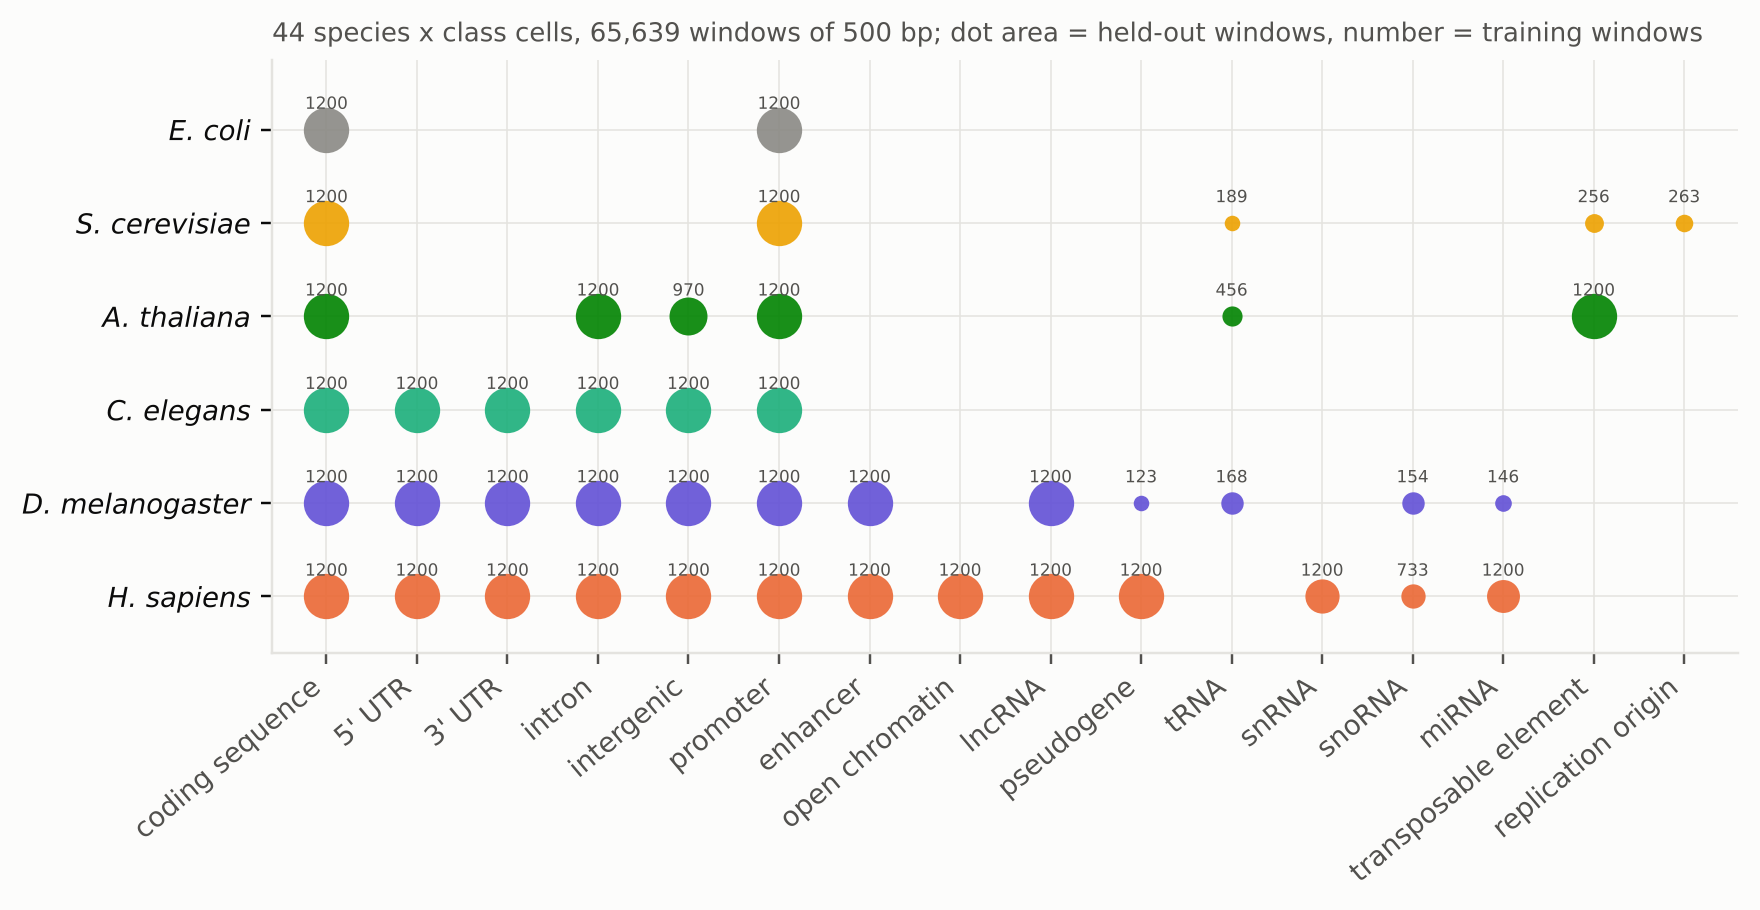 44 species x class cells, 65,639 windows of 500 bp; dot area = held-out windows, number = training windows
E. coli 1200 1200
S. cerevisiae 1200 1200 189 256 263
A. thaliana 1200 1200 970 1200 456 1200
C. elegans 1200 1200 1200 1200 1200 1200
D. melanogaster 1200 1200 1200 1200 1200 1200 1200 1200 123 168 154 146
H. sapiens 1200 1200 1200 1200 1200 1200 1200 1200 1200 1200 1200 733 1200
coding sequence
5' UTR
3' UTR
intron
intergenic
promoter
enhancer
open chromatin
lncRNA
pseudogene
tRNA
snRNA
snoRNA
miRNA
transposable element
replication origin